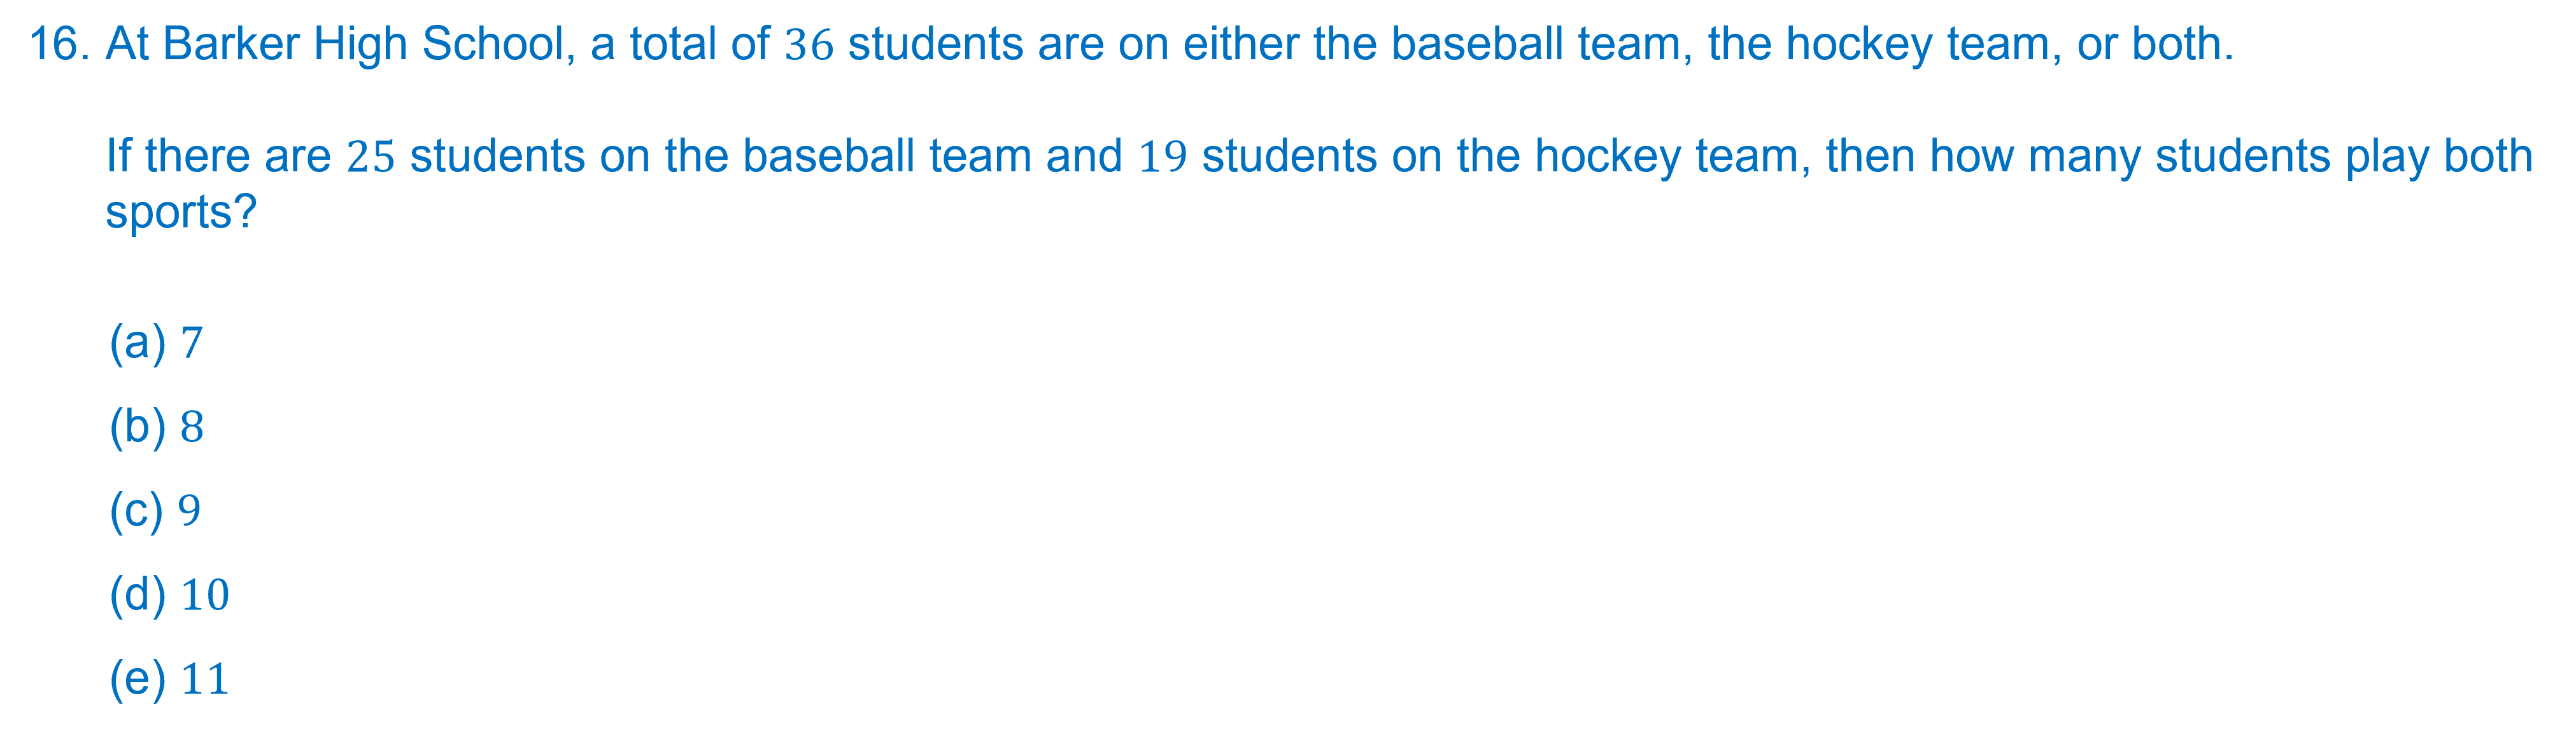 16. At Barker High School, a total of 36 students are on either the baseball team, the hockey team, or both.
If there are 25 students on the baseball team and 19 students on the hockey team, then how many students play both
sports?
(a) 7
(b) 8
(c) 9
(d) 10
(e) 11